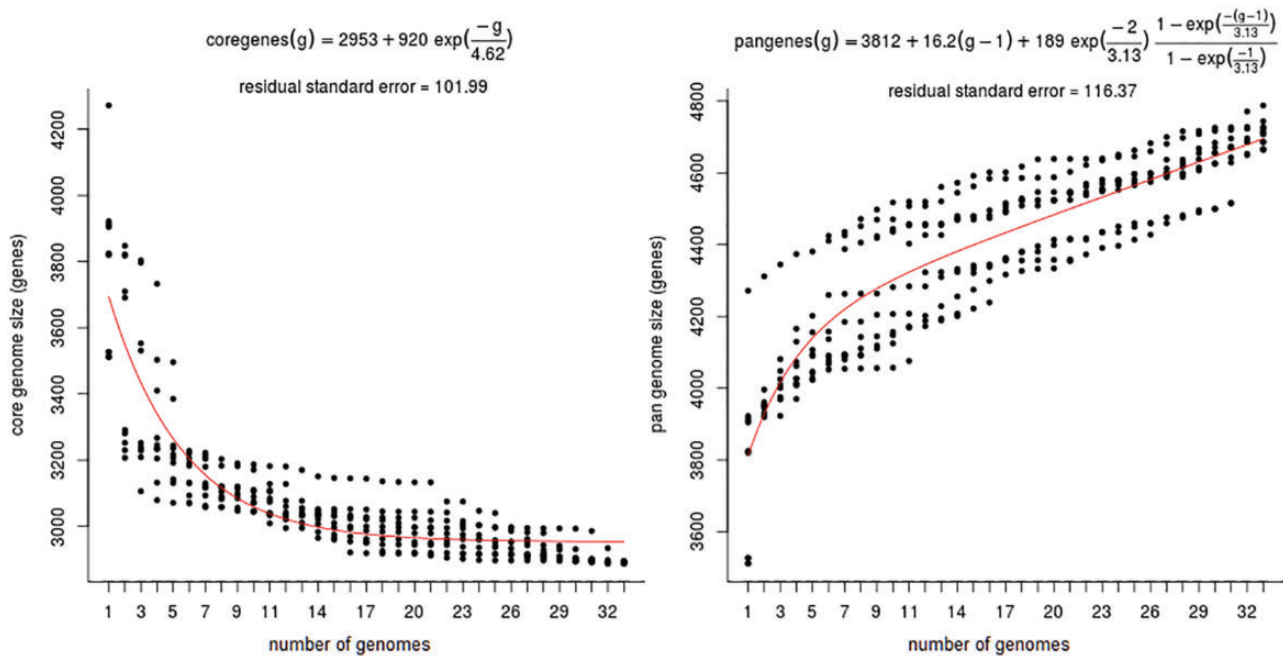 coregenes(g) = 2953 + 920 exp(-g/4.62)
residual standard error = 101.99
4200
4000
3800
3600
3400
3200
3000
core genome size (genes)
1 3 5 7 9 11 14 17 20 23 26 29 32
number of genomes
pangenes(g) = 3812 + 16.2(g−1) + 189 exp(-2/3.13) (1 − exp(-(g−1)/3.13))/(1 − exp(-1/3.13))
residual standard error = 116.37
4800
4600
4400
4200
4000
3800
3600
pan genome size (genes)
1 3 5 7 9 11 14 17 20 23 26 29 32
number of genomes